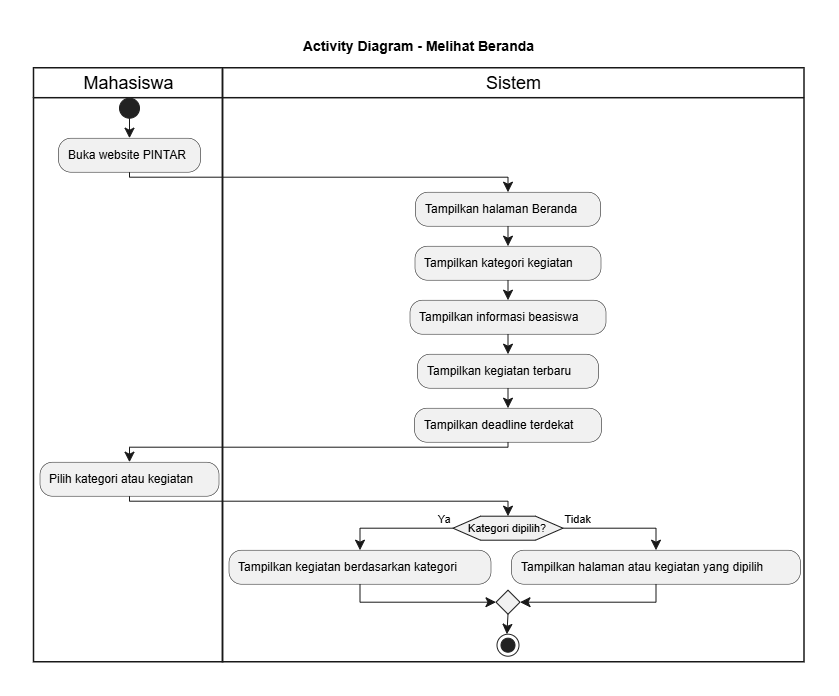 Activity Diagram - Melihat Beranda
Mahasiswa
Sistem
Buka website PINTAR
Tampilkan halaman Beranda
Tampilkan kategori kegiatan
Tampilkan informasi beasiswa
Tampilkan kegiatan terbaru
Tampilkan deadline terdekat
Pilih kategori atau kegiatan
Ya
Kategori dipilih?
Tidak
Tampilkan kegiatan berdasarkan kategori
Tampilkan halaman atau kegiatan yang dipilih